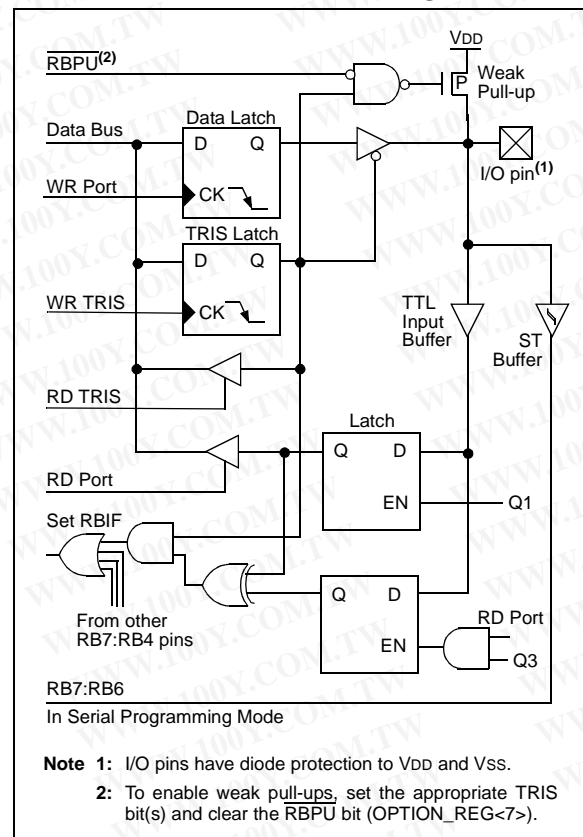 VDD
RBPU(2)
P
Weak
Pull-up
Data Latch
Data Bus
D Q
I/O pin(1)
WR Port
CK
TRIS Latch
D Q
WR TRIS
CK
TTL
Input
Buffer
ST
Buffer
RD TRIS
Latch
Q D
RD Port
EN
Q1
Set RBIF
Q D
From other
RB7:RB4 pins
RD Port
EN
Q3
RB7:RB6
In Serial Programming Mode
Note 1: I/O pins have diode protection to VDD and VSS.
2: To enable weak pull-ups, set the appropriate TRIS
bit(s) and clear the RBPU bit (OPTION_REG<7>).
WWW.100Y.COM.TW